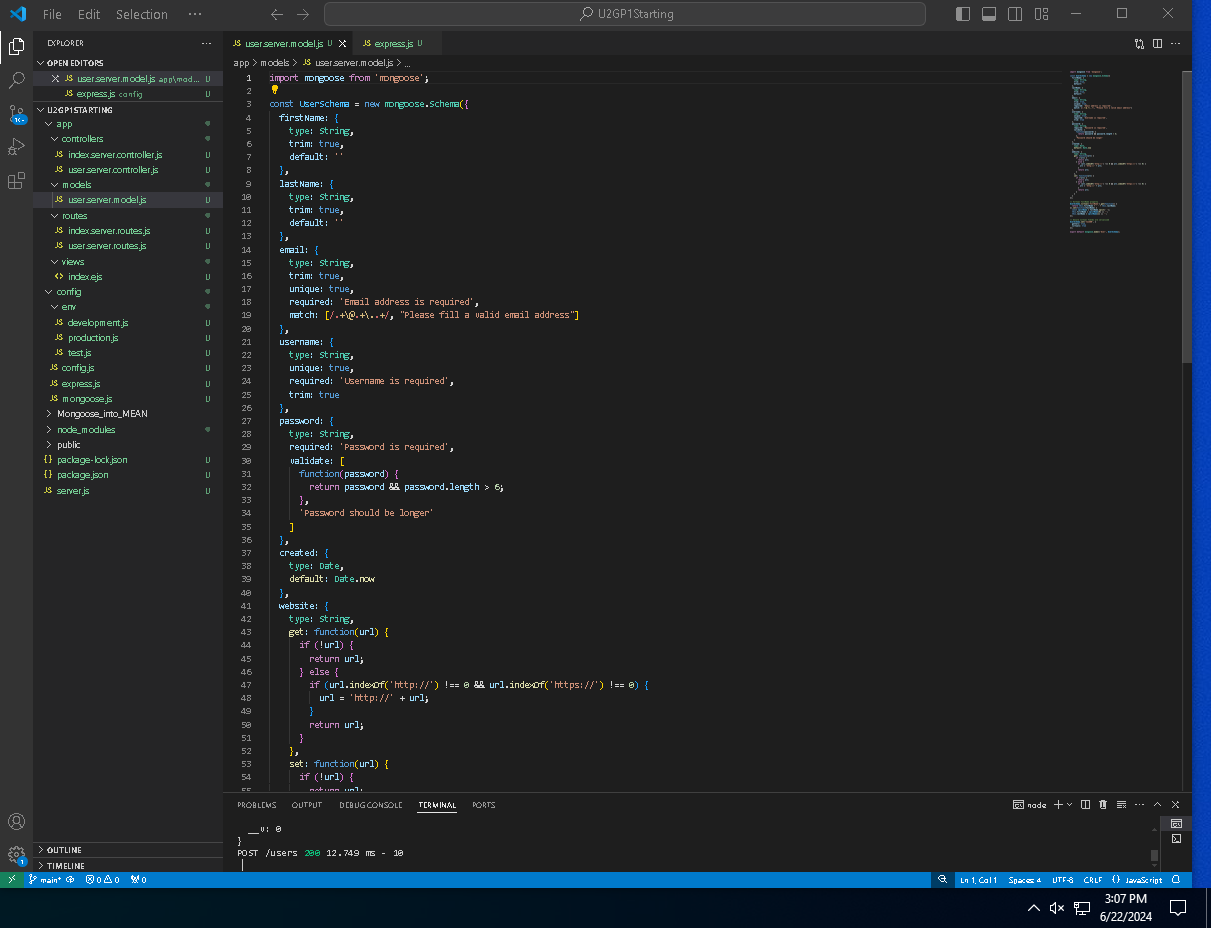 File Edit Selection ··· U2GP1Starting
EXPLORER ···
OPEN EDITORS
user.server.model.js app\mod... U
express.js config U
U2GP1STARTING
app
controllers
index.server.controller.js U
user.server.controller.js U
models
user.server.model.js U
routes
index.server.routes.js U
user.server.routes.js U
views
index.ejs U
config
env
development.js U
production.js U
test.js U
config.js U
express.js U
mongoose.js U
Mongoose_into_MEAN
node_modules
public
package-lock.json U
package.json U
server.js U
OUTLINE
TIMELINE
JS user.server.model.js U JS express.js U
app > models > JS user.server.model.js > ...
1 import mongoose from 'mongoose';
2
3 const UserSchema = new mongoose.Schema({
4 firstName: {
5 type: String,
6 trim: true,
7 default: ''
8 },
9 lastName: {
10 type: String,
11 trim: true,
12 default: ''
13 },
14 email: {
15 type: String,
16 trim: true,
17 unique: true,
18 required: 'Email address is required',
19 match: [/.+\@.+\..+/, "Please fill a valid email address"]
20 },
21 username: {
22 type: String,
23 unique: true,
24 required: 'Username is required',
25 trim: true
26 },
27 password: {
28 type: String,
29 required: 'Password is required',
30 validate: [
31 function(password) {
32 return password && password.length > 6;
33 },
34 'Password should be longer'
35 ]
36 },
37 created: {
38 type: Date,
39 default: Date.now
40 },
41 website: {
42 type: String,
43 get: function(url) {
44 if (!url) {
45 return url;
46 } else {
47 if (url.indexOf('http://') !== 0 && url.indexOf('https://') !== 0) {
48 url = 'http://' + url;
49 }
50 return url;
51 }
52 },
53 set: function(url) {
54 if (!url) {
55 return url;
PROBLEMS OUTPUT DEBUG CONSOLE TERMINAL PORTS node
__v: 0
}
POST /users 200 12.749 ms - 10
main* 0 0 0 Ln 1, Col 1 Spaces: 4 UTF-8 CRLF {} JavaScript
3:07 PM
6/22/2024